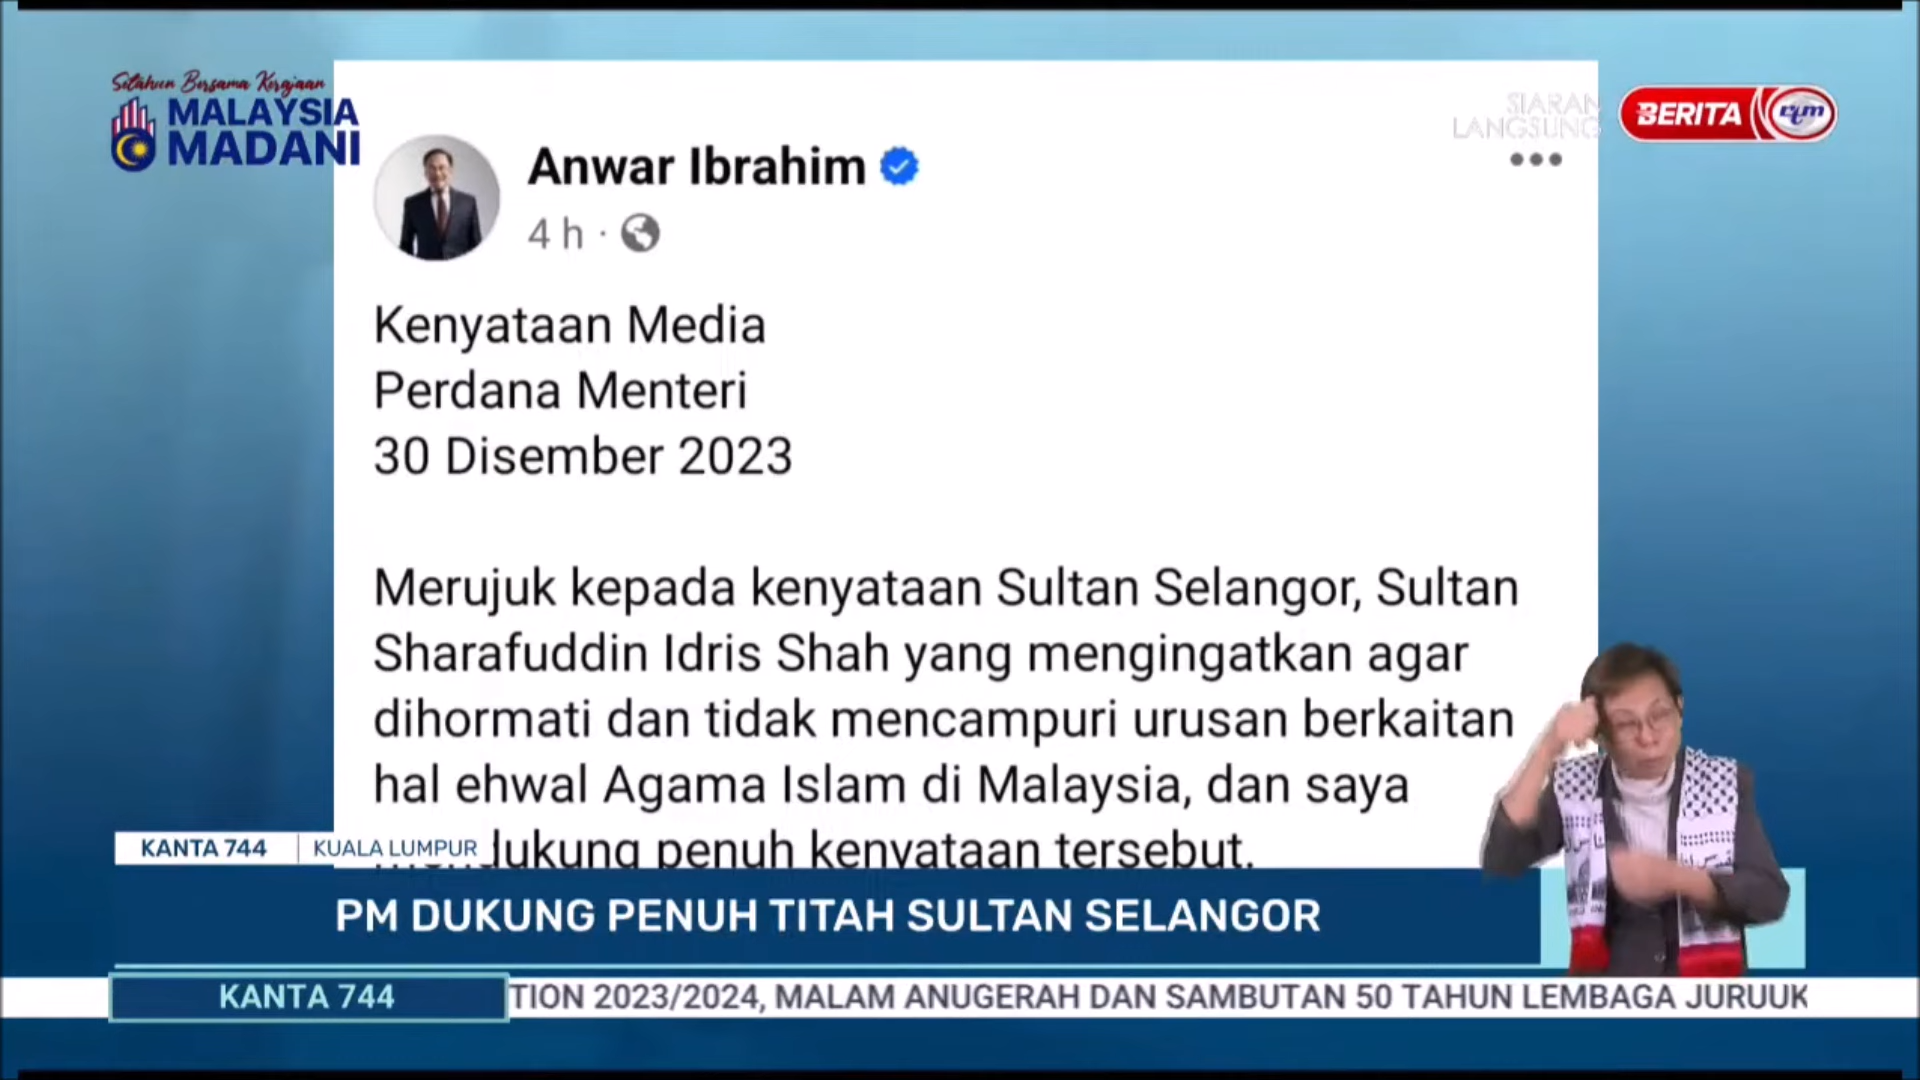 Setahun Bersama Kerajaan
MALAYSIA
MADANI
SIARAN
LANGSUNG
BERITA rtm
Anwar Ibrahim
4 h ·
Kenyataan Media
Perdana Menteri
30 Disember 2023
Merujuk kepada kenyataan Sultan Selangor, Sultan
Sharafuddin Idris Shah yang mengingatkan agar
dihormati dan tidak mencampuri urusan berkaitan
hal ehwal Agama Islam di Malaysia, dan saya
mendukung penuh kenyataan tersebut.
KANTA 744 KUALA LUMPUR
PM DUKUNG PENUH TITAH SULTAN SELANGOR
KANTA 744 TION 2023/2024, MALAM ANUGERAH DAN SAMBUTAN 50 TAHUN LEMBAGA JURUUK